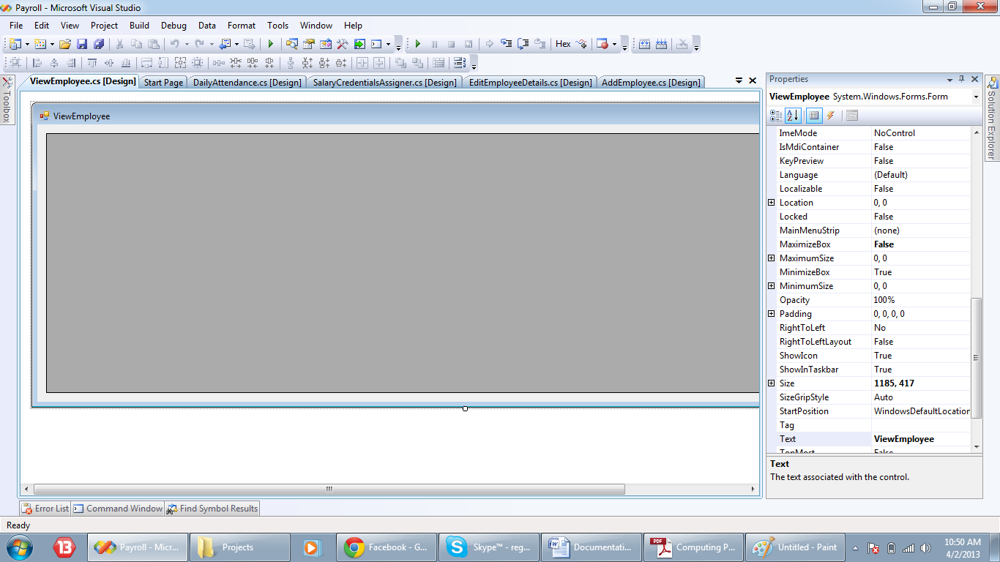 Payroll - Microsoft Visual Studio
File Edit View Project Build Debug Data Format Tools Window Help
Hex
ViewEmployee.cs [Design] Start Page DailyAttendance.cs [Design] SalaryCredentialsAssigner.cs [Design] EditEmployeeDetails.cs [Design] AddEmployee.cs [Design]
Toolbox
ViewEmployee
Properties
ViewEmployee System.Windows.Forms.Form
ImeMode NoControl
IsMdiContainer False
KeyPreview False
Language (Default)
Localizable False
Location 0, 0
Locked False
MainMenuStrip (none)
MaximizeBox False
MaximumSize 0, 0
MinimizeBox True
MinimumSize 0, 0
Opacity 100%
Padding 0, 0, 0, 0
RightToLeft No
RightToLeftLayout False
ShowIcon True
ShowInTaskbar True
Size 1185, 417
SizeGripStyle Auto
StartPosition WindowsDefaultLocation
Tag
Text ViewEmployee
TopMost False
Text
The text associated with the control.
Solution Explorer
Error List Command Window Find Symbol Results
Ready
13 Payroll - Micr... Projects Facebook - G... Skype™ - reg... Documentati... PDF Computing P... Untitled - Paint
10:50 AM
4/2/2013